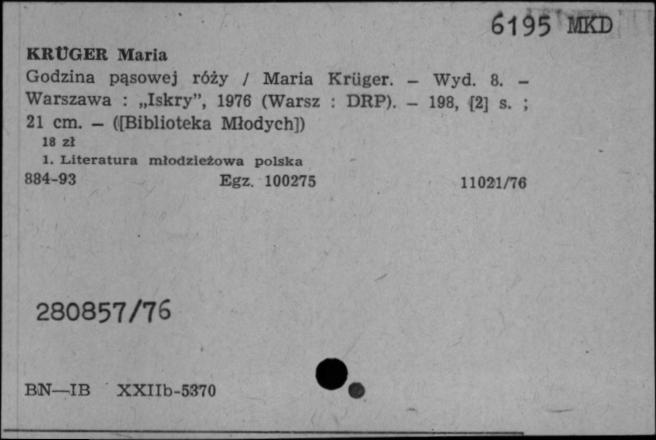 6195 MKD
KRÜGER Maria
Godzina pąsowej róży / Maria Krüger. — Wyd. 8. —
Warszawa : „Iskry”, 1976 (Warsz : DRP). — 198, [2] s. ;
21 cm. — ([Biblioteka Młodych])
18 zł
1. Literatura młodzieżowa polska
884-93 Egz. 100275 11021/76
280857/76
BN—IB XXIIb-5370